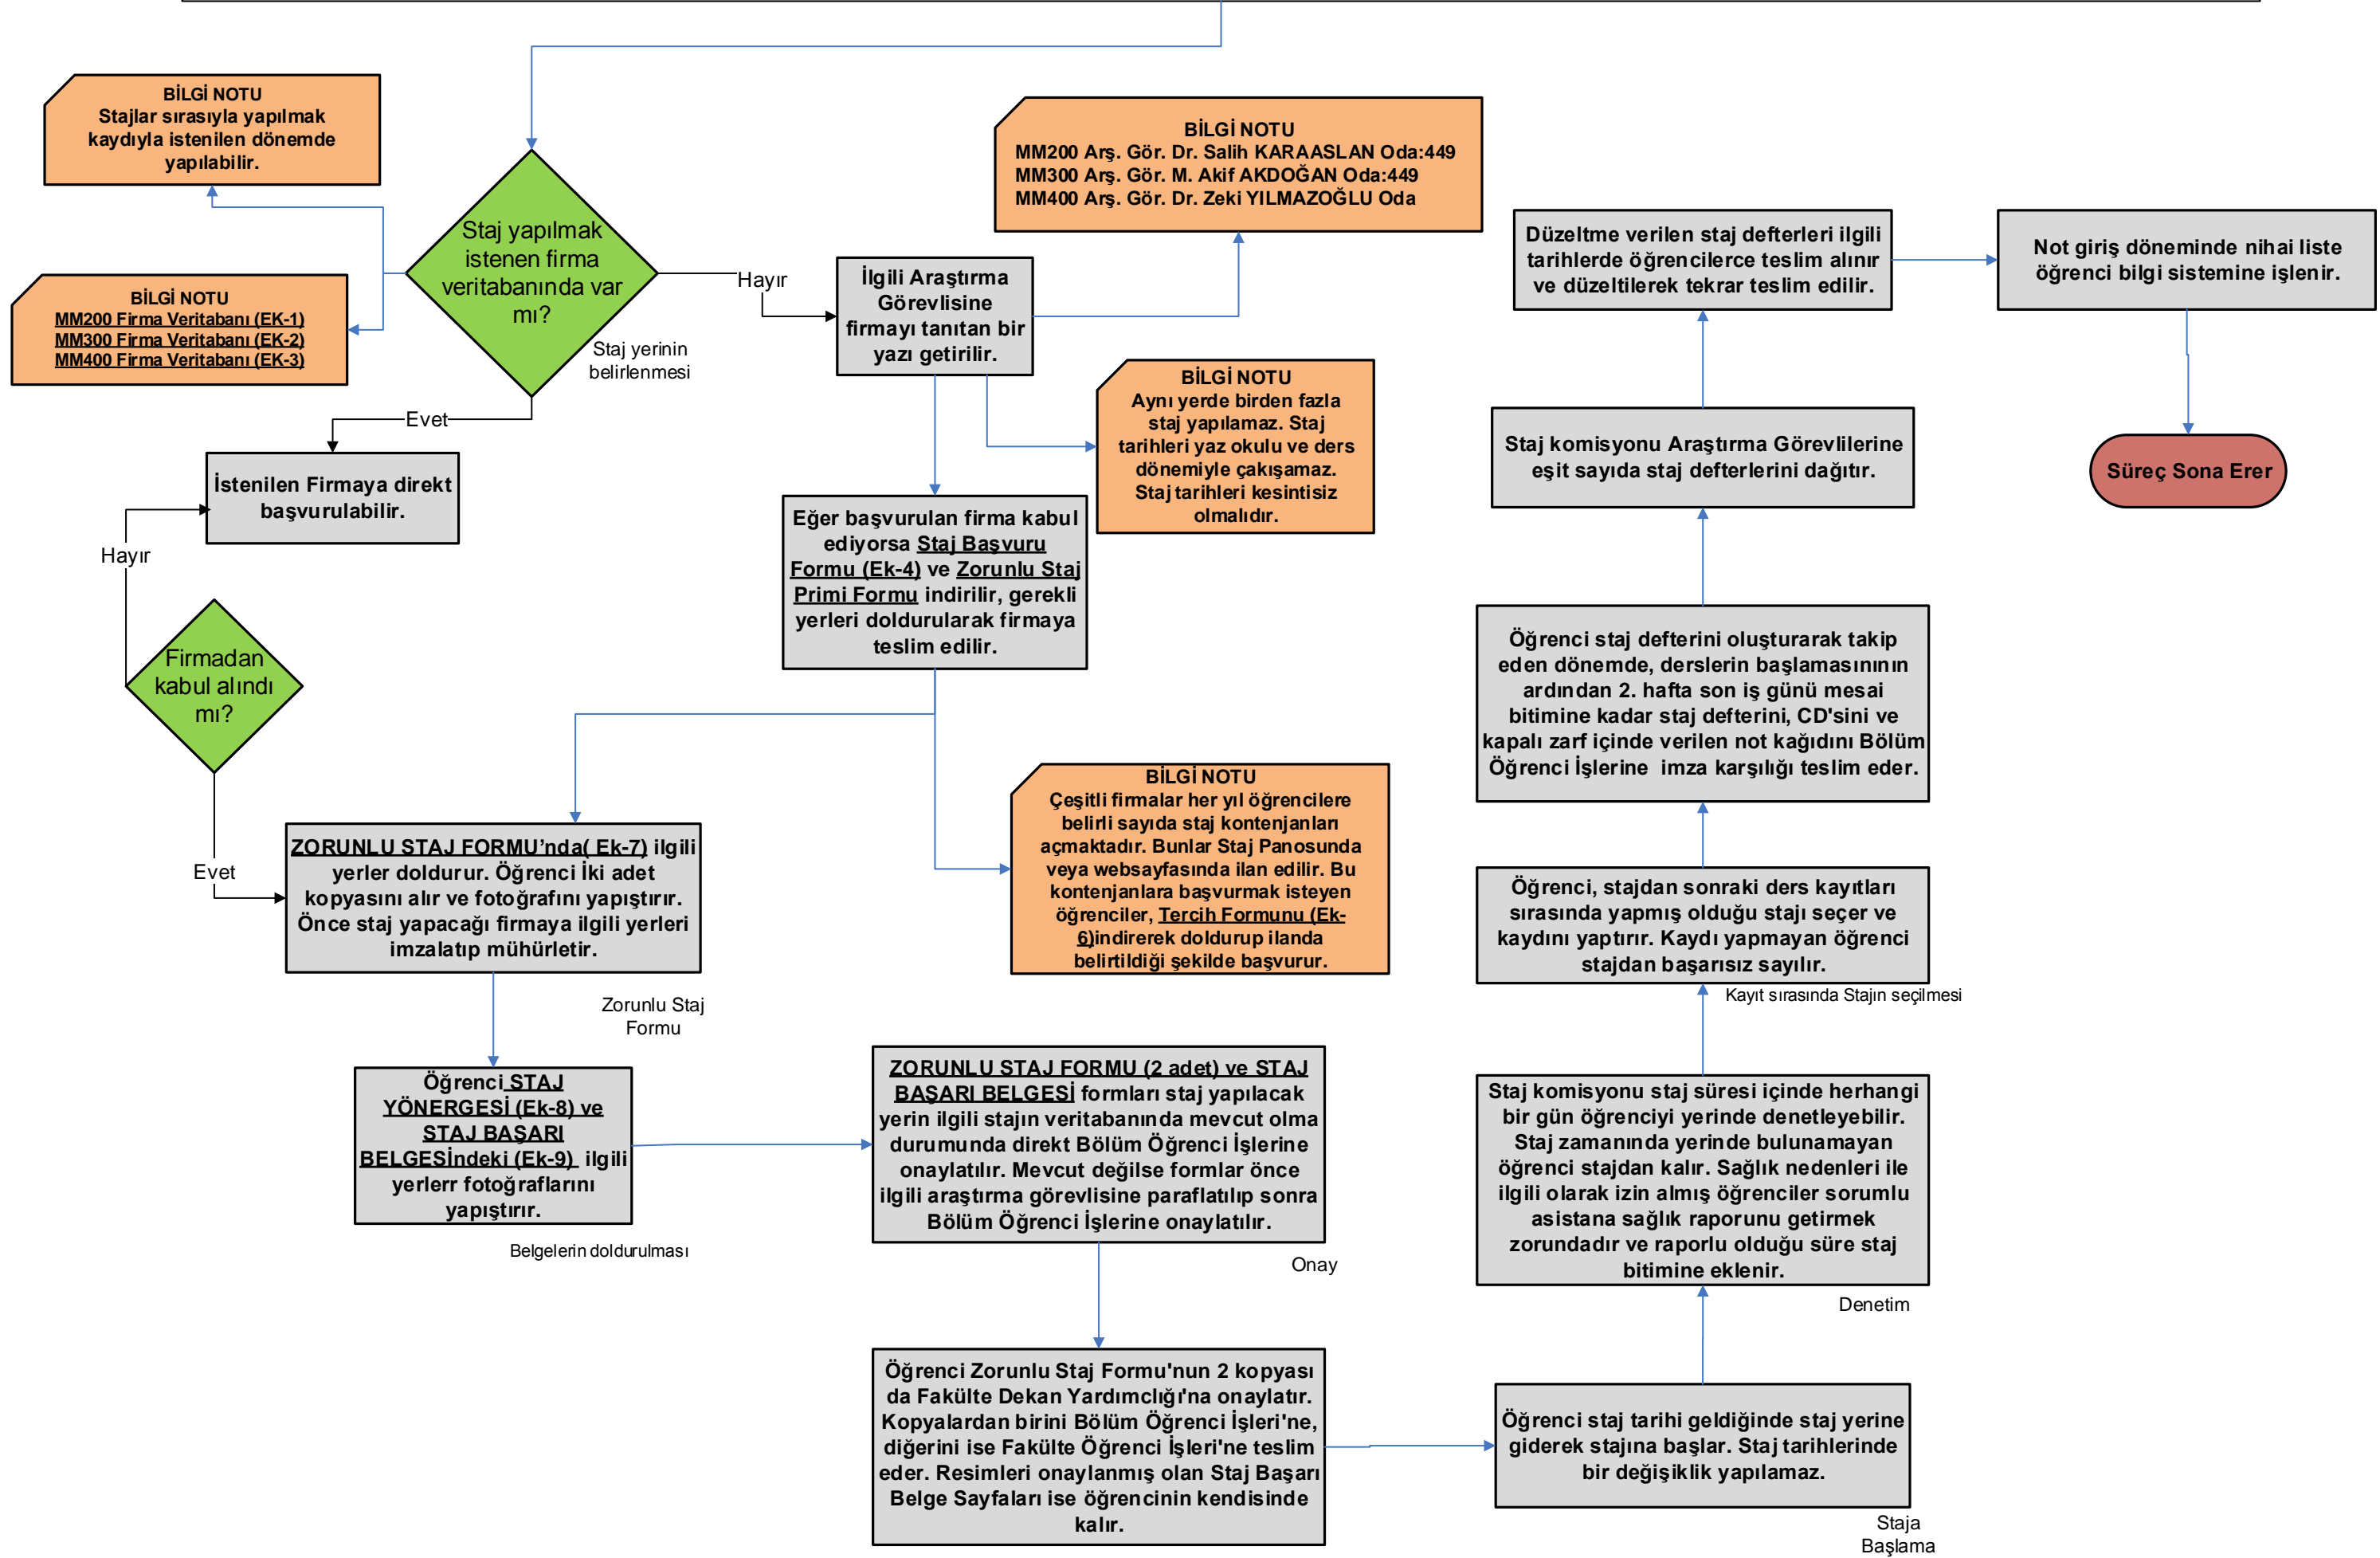 BİLGİ NOTU
Stajlar sırasıyla yapılmak
kaydıyla istenilen dönemde
yapılabilir.
BİLGİ NOTU
MM200 Firma Veritabanı (EK-1)
MM300 Firma Veritabanı (EK-2)
MM400 Firma Veritabanı (EK-3)
Staj yapılmak
istenen firma
veritabanında var
mı?
Staj yerinin
belirlenmesi
Hayır
Evet
İstenilen Firmaya direkt
başvurulabilir.
Hayır
Firmadan
kabul alındı
mı?
Evet
BİLGİ NOTU
MM200 Arş. Gör. Dr. Salih KARAASLAN Oda:449
MM300 Arş. Gör. M. Akif AKDOĞAN Oda:449
MM400 Arş. Gör. Dr. Zeki YILMAZOĞLU Oda
İlgili Araştırma
Görevlisine
firmayı tanıtan bir
yazı getirilir.
BİLGİ NOTU
Aynı yerde birden fazla
staj yapılamaz. Staj
tarihleri yaz okulu ve ders
dönemiyle çakışamaz.
Staj tarihleri kesintisiz
olmalıdır.
Eğer başvurulan firma kabul
ediyorsa Staj Başvuru
Formu (Ek-4) ve Zorunlu Staj
Primi Formu indirilir, gerekli
yerleri doldurularak firmaya
teslim edilir.
BİLGİ NOTU
Çeşitli firmalar her yıl öğrencilere
belirli sayıda staj kontenjanları
açmaktadır. Bunlar Staj Panosunda
veya websayfasında ilan edilir. Bu
kontenjanlara başvurmak isteyen
öğrenciler, Tercih Formunu (Ek-
6)indirerek doldurup ilanda
belirtildiği şekilde başvurur.
ZORUNLU STAJ FORMU’nda( Ek-7) ilgili
yerler doldurur. Öğrenci İki adet
kopyasını alır ve fotoğrafını yapıştırır.
Önce staj yapacağı firmaya ilgili yerleri
imzalatıp mühürletir.
Zorunlu Staj
Formu
Öğrenci STAJ
YÖNERGESİ (Ek-8) ve
STAJ BAŞARI
BELGESİndeki (Ek-9) ilgili
yerlerr fotoğraflarını
yapıştırır.
Belgelerin doldurulması
ZORUNLU STAJ FORMU (2 adet) ve STAJ
BAŞARI BELGESİ formları staj yapılacak
yerin ilgili stajın veritabanında mevcut olma
durumunda direkt Bölüm Öğrenci İşlerine
onaylatılır. Mevcut değilse formlar önce
ilgili araştırma görevlisine paraflatılıp sonra
Bölüm Öğrenci İşlerine onaylatılır.
Onay
Öğrenci Zorunlu Staj Formu'nun 2 kopyası
da Fakülte Dekan Yardımclığı'na onaylatır.
Kopyalardan birini Bölüm Öğrenci İşleri'ne,
diğerini ise Fakülte Öğrenci İşleri'ne teslim
eder. Resimleri onaylanmış olan Staj Başarı
Belge Sayfaları ise öğrencinin kendisinde
kalır.
Öğrenci staj tarihi geldiğinde staj yerine
giderek stajına başlar. Staj tarihlerinde
bir değişiklik yapılamaz.
Staja
Başlama
Staj komisyonu staj süresi içinde herhangi
bir gün öğrenciyi yerinde denetleyebilir.
Staj zamanında yerinde bulunamayan
öğrenci stajdan kalır. Sağlık nedenleri ile
ilgili olarak izin almış öğrenciler sorumlu
asistana sağlık raporunu getirmek
zorundadır ve raporlu olduğu süre staj
bitimine eklenir.
Denetim
Öğrenci, stajdan sonraki ders kayıtları
sırasında yapmış olduğu stajı seçer ve
kaydını yaptırır. Kaydı yapmayan öğrenci
stajdan başarısız sayılır.
Kayıt sırasında Stajın seçilmesi
Öğrenci staj defterini oluşturarak takip
eden dönemde, derslerin başlamasınının
ardından 2. hafta son iş günü mesai
bitimine kadar staj defterini, CD'sini ve
kapalı zarf içinde verilen not kağıdını Bölüm
Öğrenci İşlerine imza karşılığı teslim eder.
Staj komisyonu Araştırma Görevlilerine
eşit sayıda staj defterlerini dağıtır.
Düzeltme verilen staj defterleri ilgili
tarihlerde öğrencilerce teslim alınır
ve düzeltilerek tekrar teslim edilir.
Not giriş döneminde nihai liste
öğrenci bilgi sistemine işlenir.
Süreç Sona Erer